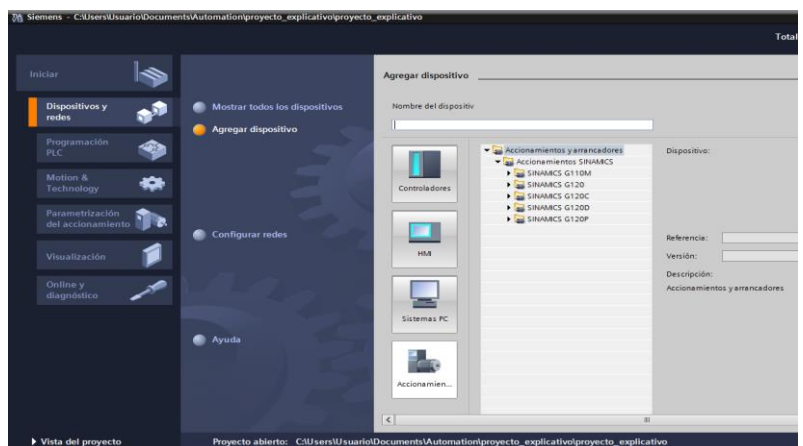 Siemens - C:\Users\Usuario\Documents\Automation\proyecto_explicativo\proyecto_explicativo
Total
Iniciar
Dispositivos y
redes
Programación
PLC
Motion &
Technology
Parametrización
del accionamiento
Visualización
Online y
diagnóstico
Mostrar todos los dispositivos
Agregar dispositivo
Configurar redes
Ayuda
Agregar dispositivo
Nombre del dispositiv
Controladores
HMI
Sistemas PC
Accionamien...
Accionamientos y arrancadores
Accionamientos SINAMICS
SINAMICS G110M
SINAMICS G120
SINAMICS G120C
SINAMICS G120D
SINAMICS G120P
Dispositivo:
Referencia:
Versión:
Descripción:
Accionamientos y arrancadores
Vista del proyecto
Proyecto abierto: C:\Users\Usuario\Documents\Automation\proyecto_explicativo\proyecto_explicativo